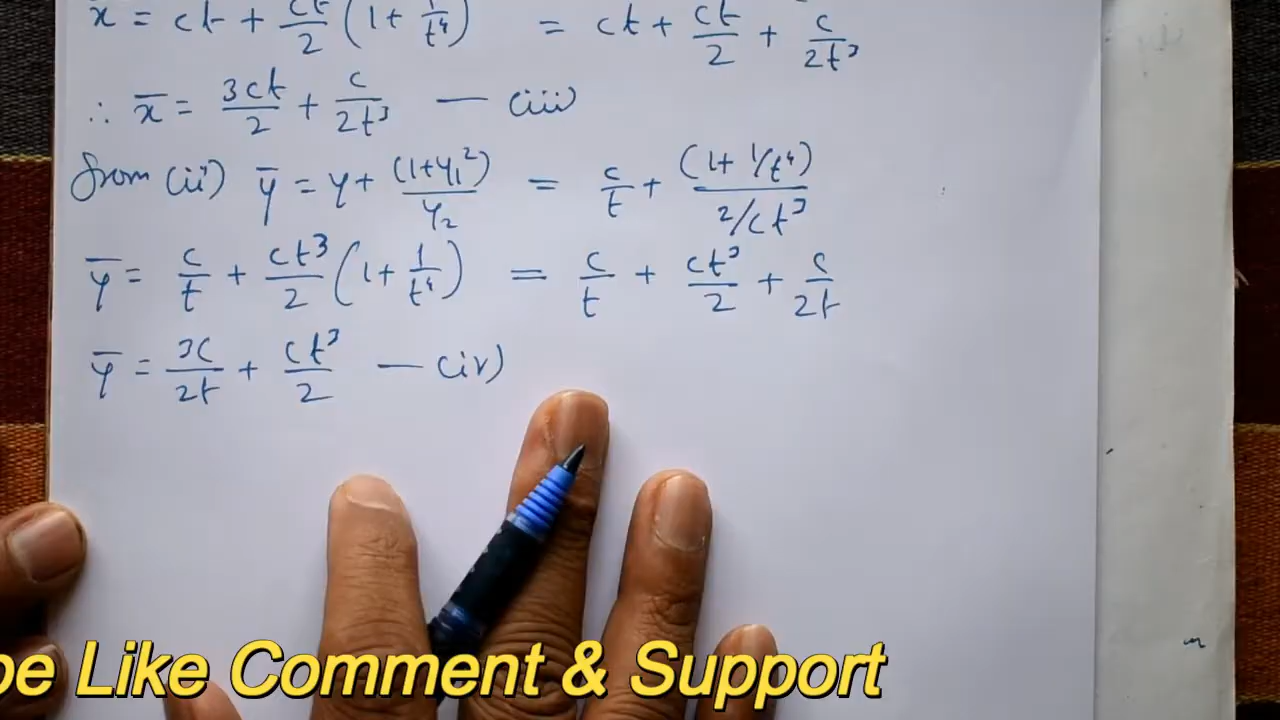 x̄ = ct + ct/2 (1 + 1/t⁴) = ct + ct/2 + c/2t³
∴ x̄ = 3ct/2 + c/2t³ — (iii)
from (ii) ȳ = y + (1+y₁²)/y₂ = c/t + (1 + 1/t⁴)/(2/ct³)
ȳ = c/t + ct³/2 (1 + 1/t⁴) = c/t + ct³/2 + c/2t
ȳ = 3c/2t + ct³/2 — (iv)
be Like Comment & Support